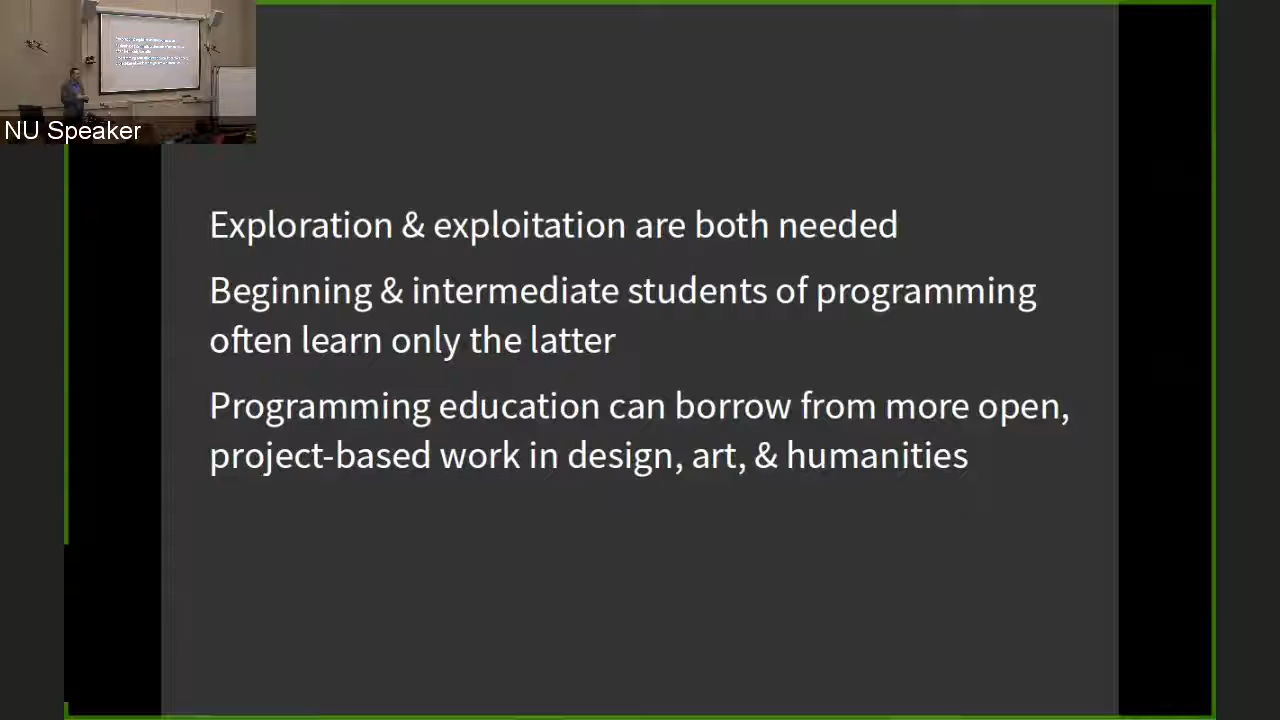 NU Speaker
Exploration & exploitation are both needed
Beginning & intermediate students of programming
often learn only the latter
Programming education can borrow from more open,
project-based work in design, art, & humanities